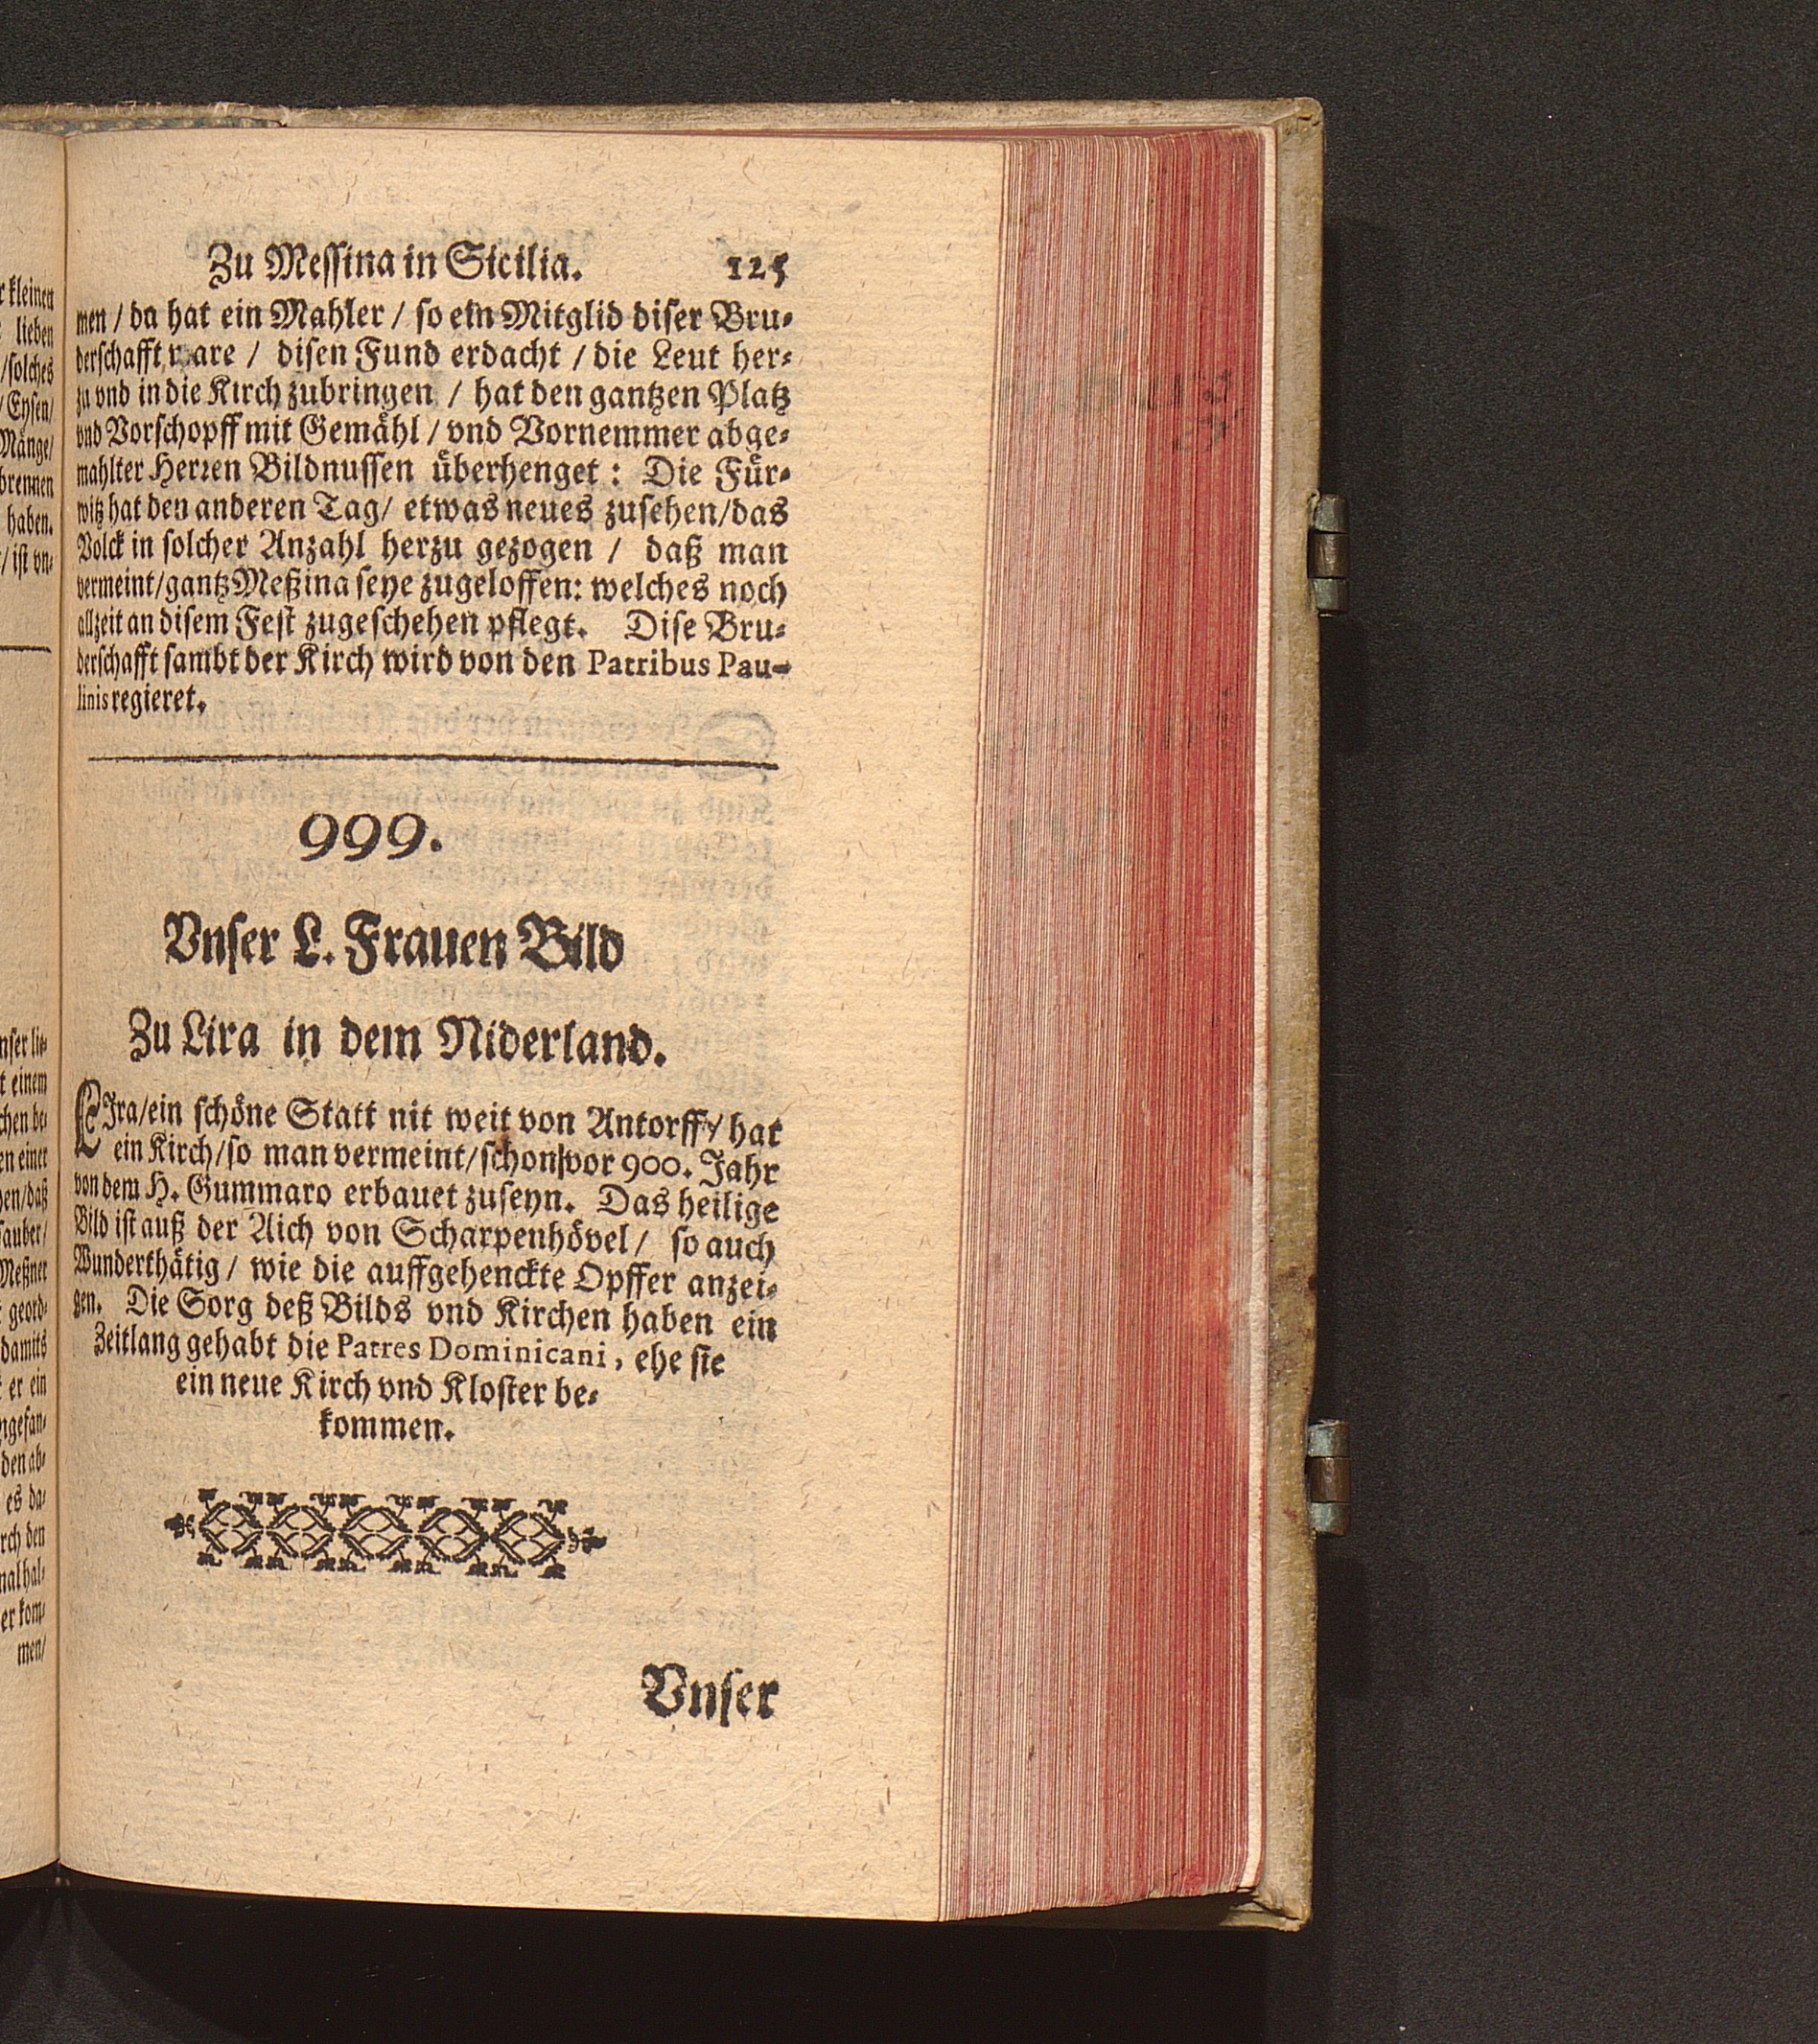 Zu Messina in Sicilia. 125
men / da hat ein Mahler / so ein Mitglid diser Bru-
derschafft ware / disen Fund erdacht / die Leut her-
zu vnd in die Kirch zubringen / hat den gantzen Platz
vnd Vorschopff mit Gemähl / vnd Vornemmer abge-
mahlter Herren Bildnussen überhenget : Die Für-
witz hat den anderen Tag / etwas neues zusehen / das
Volck in solcher Anzahl herzu gezogen / daß man
vermeint / gantz Meßina seye zugeloffen: welches noch
allzeit an disem Fest zugeschehen pflegt. Dise Bru-
derschafft sambt der Kirch wird von den Patribus Pau-
linis regieret.
999.
Vnser L. Frauen Bild
Zu Lira in dem Niderland.
LIra / ein schöne Statt nit weit von Antorff / hat
ein Kirch / so man vermeint / schon vor 900. Jahr
von dem H. Gummaro erbauet zuseyn. Das heilige
Bild ist auß der Aich von Scharpenhövel / so auch
Wunderthätig / wie die auffgehenckte Opffer anzei-
gen. Die Sorg deß Bilds vnd Kirchen haben ein
Zeitlang gehabt die Patres Dominicani, ehe sie
ein neue Kirch vnd Kloster be-
kommen.
Vnser